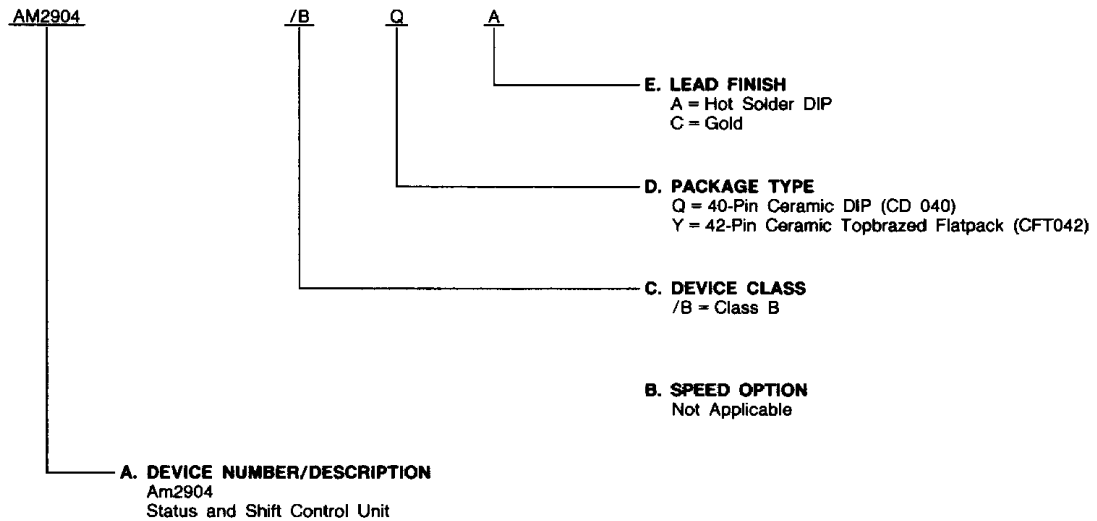 AM2904 /B Q A
E. LEAD FINISH
A = Hot Solder DIP
C = Gold
D. PACKAGE TYPE
Q = 40-Pin Ceramic DIP (CD 040)
Y = 42-Pin Ceramic Topbrazed Flatpack (CFT042)
C. DEVICE CLASS
/B = Class B
B. SPEED OPTION
Not Applicable
A. DEVICE NUMBER/DESCRIPTION
Am2904
Status and Shift Control Unit